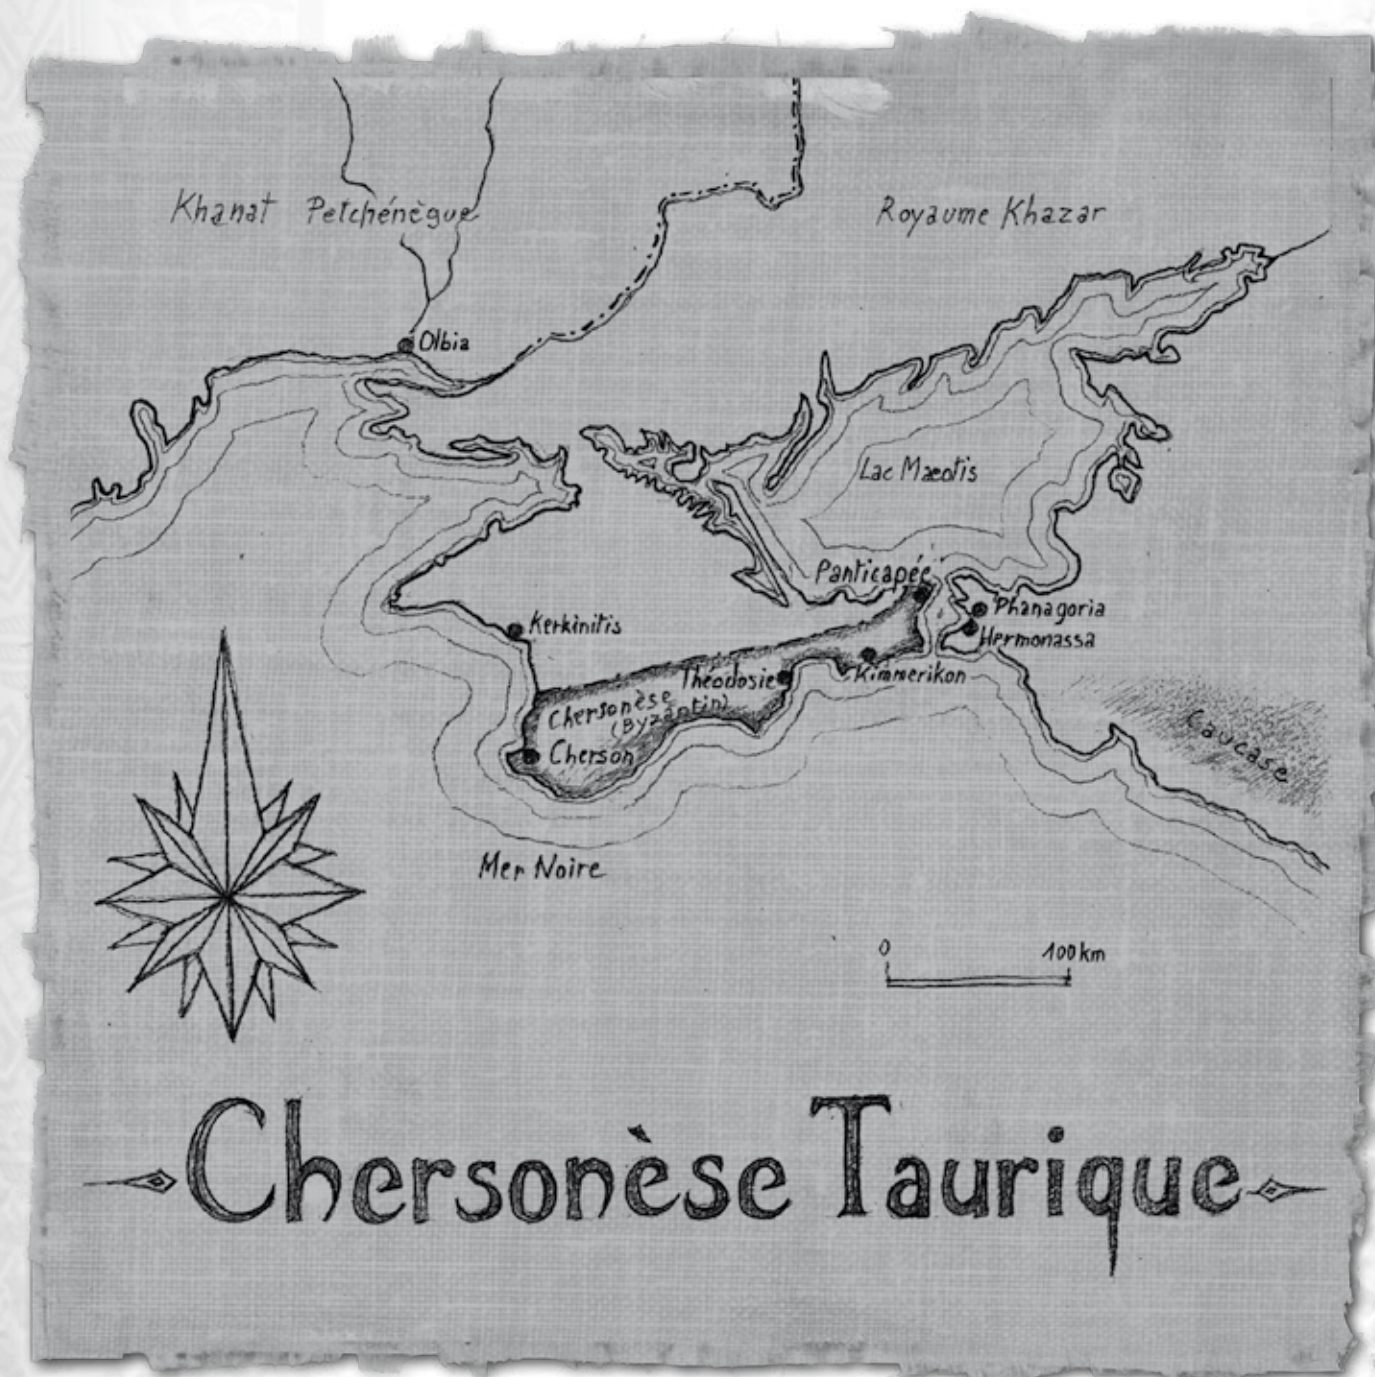 Khanat Petchénègue
Royaume Khazar
Olbia
Lac Maeotis
Panticapée
Phanagoria
Kerkinitis
Hermonassa
Théodosie
Kimmerikon
Chersonèse
(Byzantin)
Cherson
Caucase
Mer Noire
0 100 km
Chersonèse Taurique